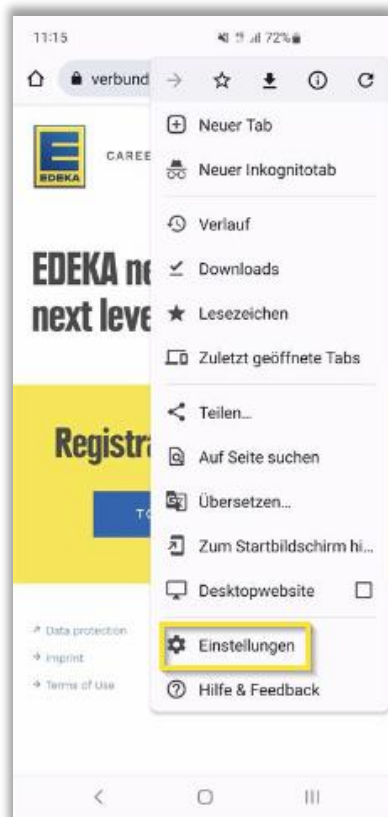 11:15 72%
verbund
EDEKA
CAREE
EDEKA ne
next leve
Registra
TO
Data protection
Imprint
Terms of Use
Neuer Tab
Neuer Inkognitotab
Verlauf
Downloads
Lesezeichen
Zuletzt geöffnete Tabs
Teilen...
Auf Seite suchen
Übersetzen...
Zum Startbildschirm hi...
Desktopwebsite
Einstellungen
Hilfe & Feedback